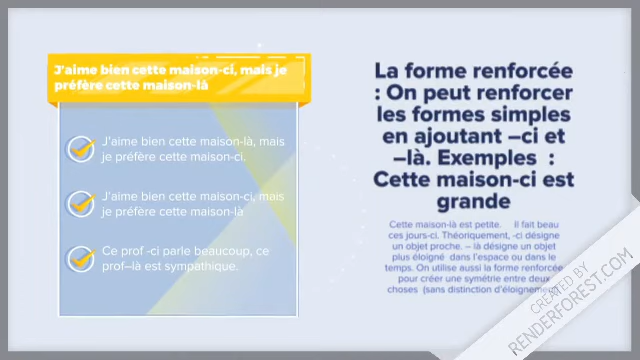 J'aime bien cette maison-ci, mais je
préfère cette maison-là
J'aime bien cette maison-là, mais
je préfère cette maison-ci.
J'aime bien cette maison-ci, mais
je préfère cette maison-là
Ce prof -ci parle beaucoup, ce
prof–là est sympathique.
La forme renforcée
: On peut renforcer
les formes simples
en ajoutant –ci et
–là. Exemples :
Cette maison-ci est
grande
Cette maison-là est petite. Il fait beau
ces jours-ci. Théoriquement, -ci désigne
un objet proche. – là désigne un objet
plus éloigné dans l'espace ou dans le
temps. On utilise aussi la forme renforcée
pour créer une symétrie entre deux
choses (sans distinction d'éloignement)
CREATED BY
RENDERFOREST.COM